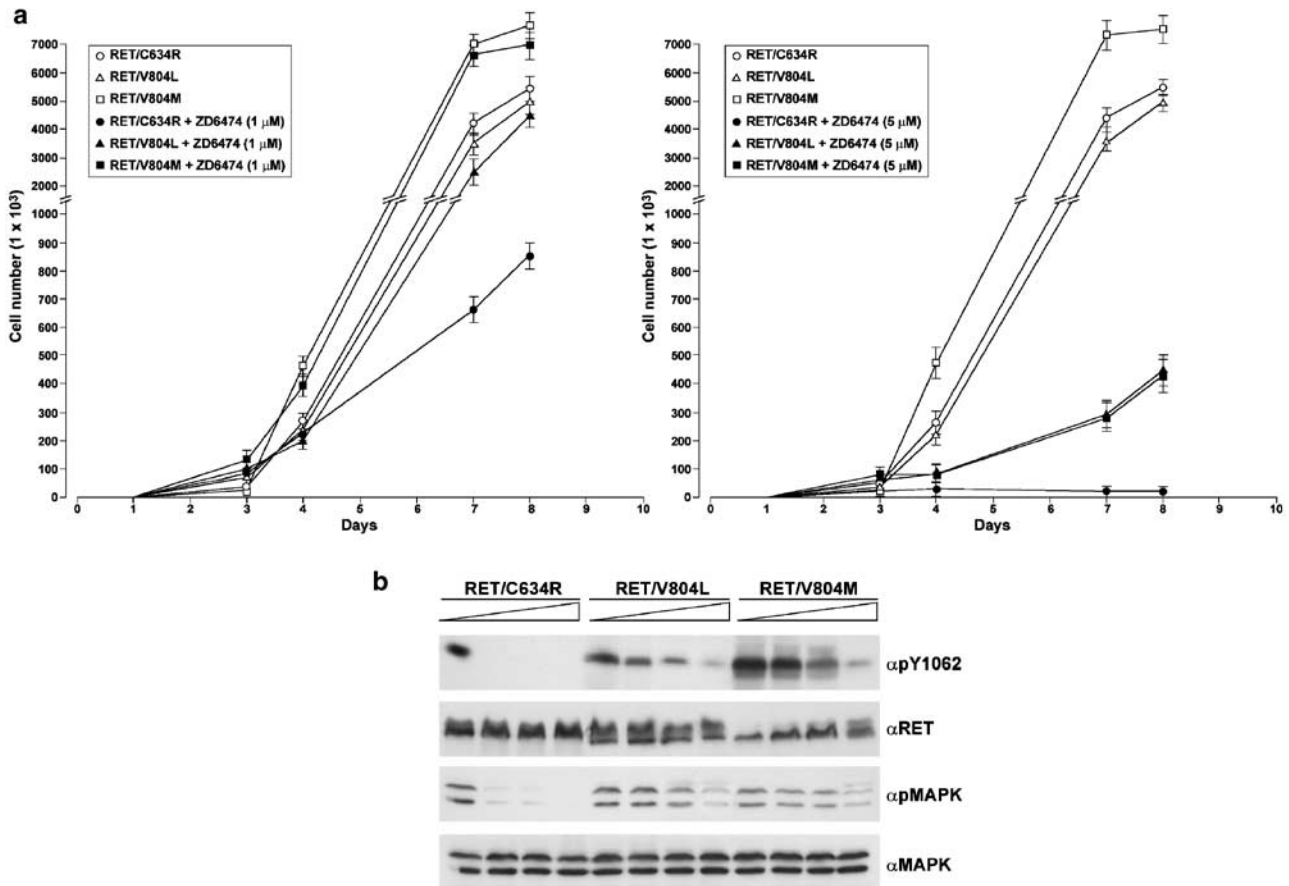 a
7000
6000
5000
4000
3000
2000
1000
900
800
700
600
500
400
300
200
100
0
Cell number (1 x 10³)
RET/C634R
RET/V804L
RET/V804M
RET/C634R + ZD6474 (1 μM)
RET/V804L + ZD6474 (1 μM)
RET/V804M + ZD6474 (1 μM)
0 1 2 3 4 5 6 7 8 9 10
Days
7000
6000
5000
4000
3000
2000
1000
900
800
700
600
500
400
300
200
100
0
Cell number (1 x 10³)
RET/C634R
RET/V804L
RET/V804M
RET/C634R + ZD6474 (5 μM)
RET/V804L + ZD6474 (5 μM)
RET/V804M + ZD6474 (5 μM)
0 1 2 3 4 5 6 7 8 9 10
Days
b
RET/C634R RET/V804L RET/V804M
αpY1062
αRET
αpMAPK
αMAPK